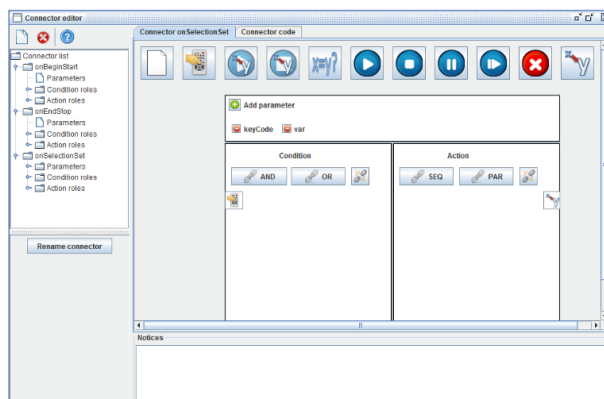 Connector editor
Connector onSelectionSet
Connector code
Connector list
onBeginStart
Parameters
Condition roles
Action roles
onEndStop
Parameters
Condition roles
Action roles
onSelectionSet
Parameters
Condition roles
Action roles
Rename connector
x=y?
Add parameter
keyCode
var
Condition
Action
AND
OR
SEQ
PAR
Notices